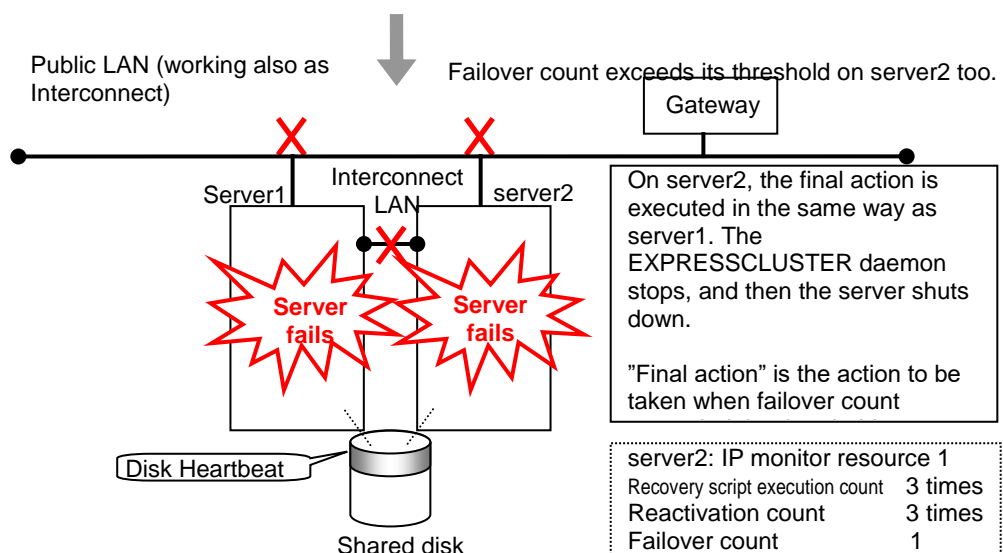 Public LAN (working also as
Interconnect)
Failover count exceeds its threshold on server2 too.
Gateway
Server1
Interconnect
LAN
server2
On server2, the final action is
executed in the same way as
server1. The
EXPRESSCLUSTER daemon
stops, and then the server shuts
down.
”Final action” is the action to be
taken when failover count
Server
fails
Server
fails
Disk Heartbeat
Shared disk
server2: IP monitor resource 1
Recovery script execution count 3 times
Reactivation count 3 times
Failover count 1